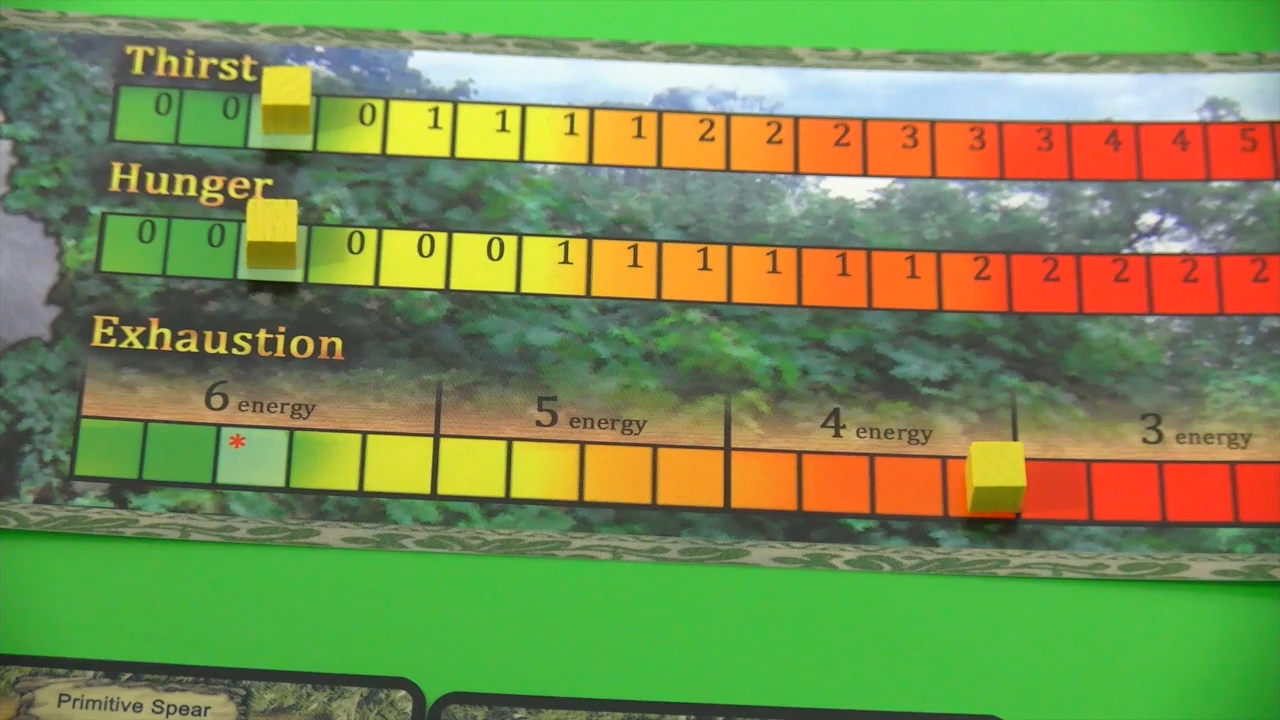 Thirst
0 0 0 1 1 1 1 2 2 2 3 3 3 4 4 5
Hunger
0 0 0 0 0 1 1 1 1 1 1 2 2 2 2 2
Exhaustion
6 energy 5 energy 4 energy 3 energy
*
Primitive Spear